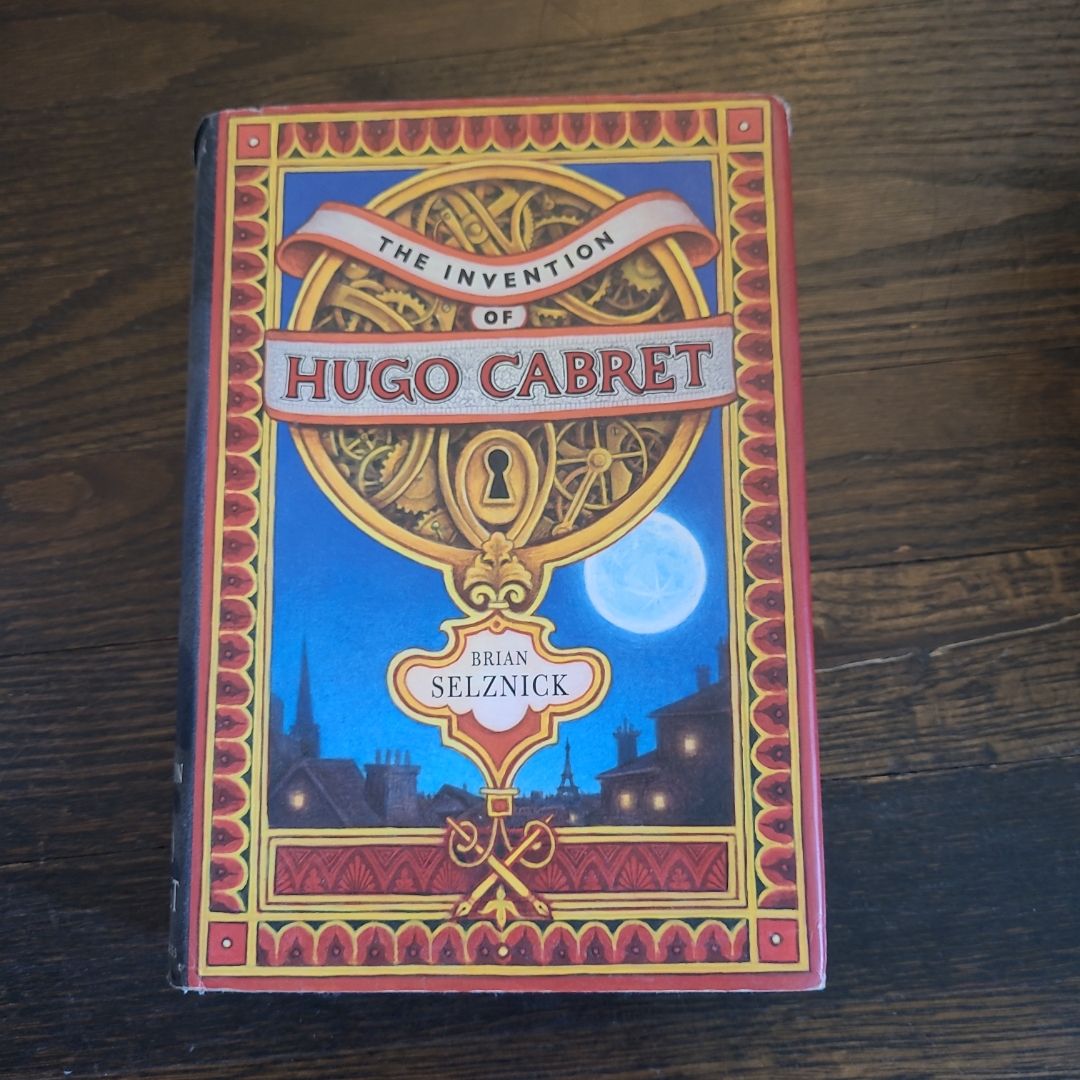 THE INVENTION
OF
HUGO CABRET
BRIAN
SELZNICK